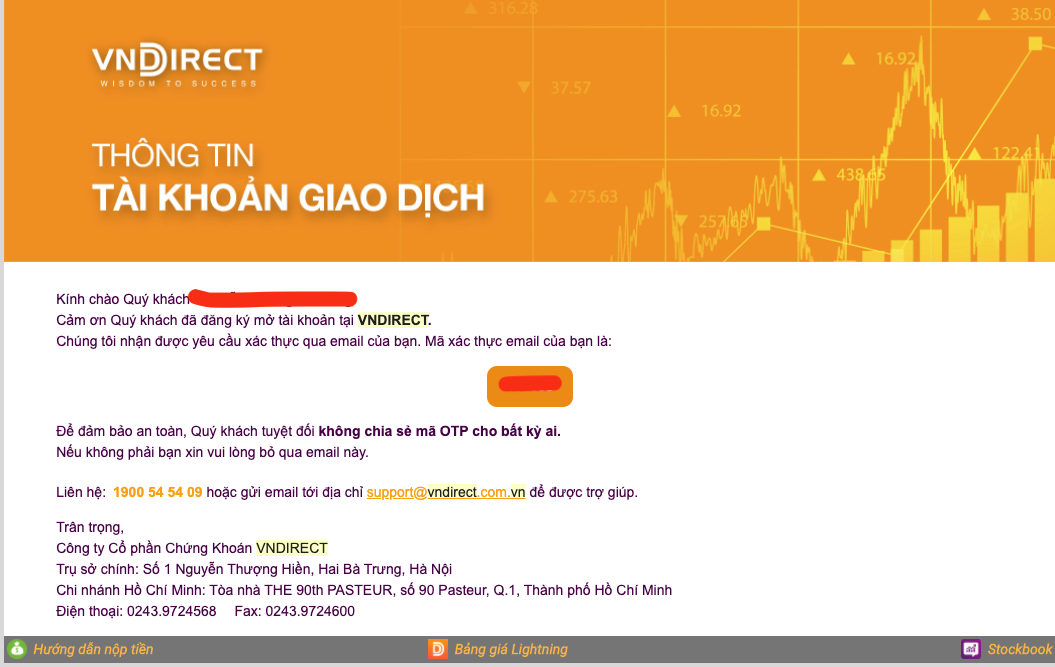 316.28
38.50
VNDIRECT
WISDOM TO SUCCESS
16.92
37.57
16.92
THÔNG TIN
122.41
438.65
TÀI KHOẢN GIAO DỊCH
275.63
257.65
Kính chào Quý khách
Cảm ơn Quý khách đã đăng ký mở tài khoản tại VNDIRECT.
Chúng tôi nhận được yêu cầu xác thực qua email của bạn. Mã xác thực email của bạn là:
Để đảm bảo an toàn, Quý khách tuyệt đối không chia sẻ mã OTP cho bất kỳ ai.
Nếu không phải bạn xin vui lòng bỏ qua email này.
Liên hệ: 1900 54 54 09 hoặc gửi email tới địa chỉ support@vndirect.com.vn để được trợ giúp.
Trân trọng,
Công ty Cổ phần Chứng Khoán VNDIRECT
Trụ sở chính: Số 1 Nguyễn Thượng Hiền, Hai Bà Trưng, Hà Nội
Chi nhánh Hồ Chí Minh: Tòa nhà THE 90th PASTEUR, số 90 Pasteur, Q.1, Thành phố Hồ Chí Minh
Điện thoại: 0243.9724568 Fax: 0243.9724600
Hướng dẫn nộp tiền
Bảng giá Lightning
Stockbook